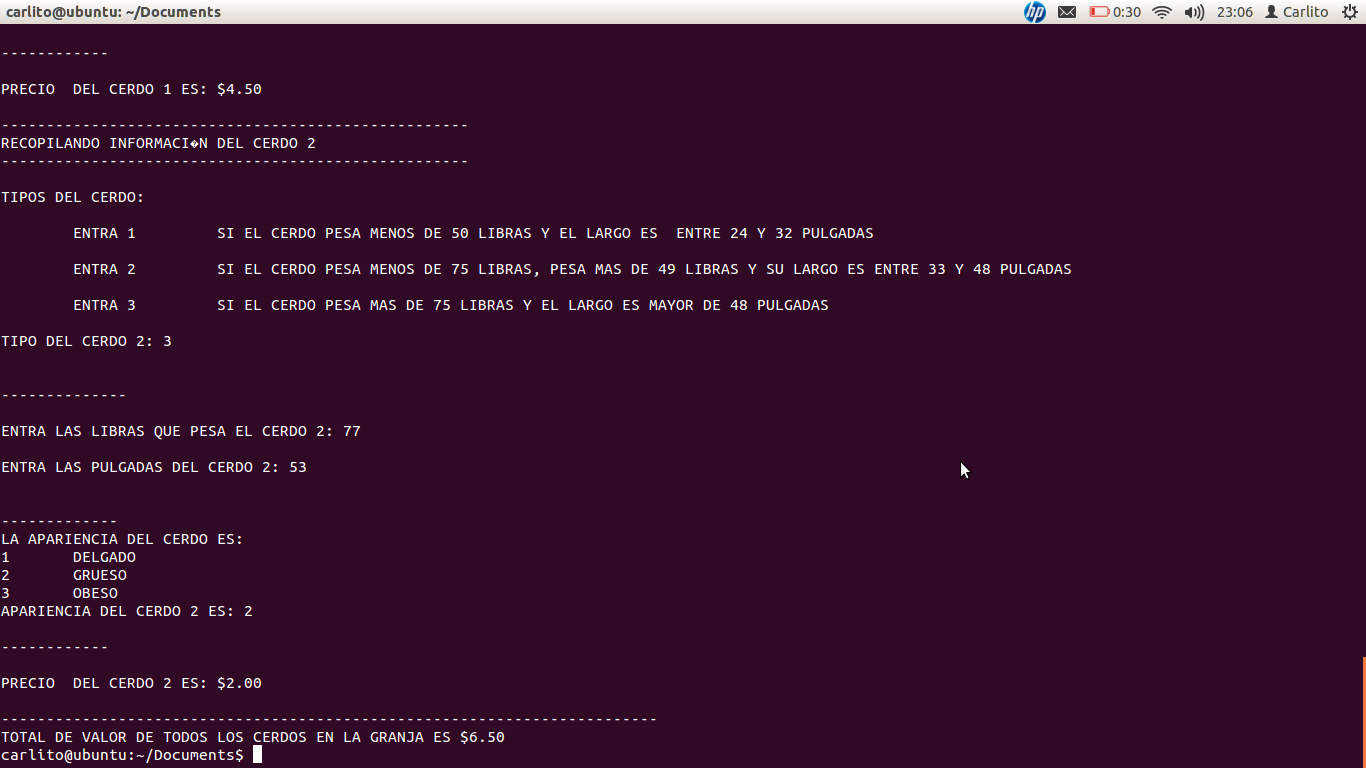 carlito@ubuntu: ~/Documents
hp 0:30 23:06 Carlito
------------
PRECIO  DEL CERDO 1 ES: $4.50
----------------------------------------------------
RECOPILANDO INFORMACI�N DEL CERDO 2
----------------------------------------------------
TIPOS DEL CERDO:
ENTRA 1 SI EL CERDO PESA MENOS DE 50 LIBRAS Y EL LARGO ES  ENTRE 24 Y 32 PULGADAS
ENTRA 2 SI EL CERDO PESA MENOS DE 75 LIBRAS, PESA MAS DE 49 LIBRAS Y SU LARGO ES ENTRE 33 Y 48 PULGADAS
ENTRA 3 SI EL CERDO PESA MAS DE 75 LIBRAS Y EL LARGO ES MAYOR DE 48 PULGADAS
TIPO DEL CERDO 2: 3
--------------
ENTRA LAS LIBRAS QUE PESA EL CERDO 2: 77
ENTRA LAS PULGADAS DEL CERDO 2: 53
-------------
LA APARIENCIA DEL CERDO ES:
1 DELGADO
2 GRUESO
3 OBESO
APARIENCIA DEL CERDO 2 ES: 2
------------
PRECIO  DEL CERDO 2 ES: $2.00
-------------------------------------------------------------------------
TOTAL DE VALOR DE TODOS LOS CERDOS EN LA GRANJA ES $6.50
carlito@ubuntu:~/Documents$